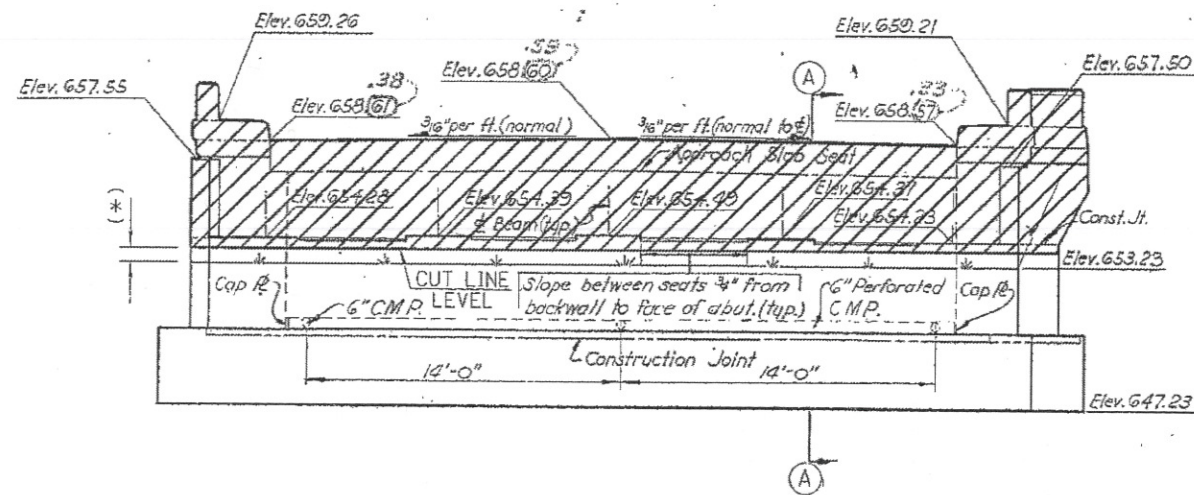 Elev. 659.26
.59
Elev. 659.21
Elev. 657.55
.38
Elev. 658(60)
A
Elev. 657.50
Elev. 658(61)
.33
Elev. 658.(57)
3/16" per ft. (normal)
3/16" per ft. (normal to ℄)
Approach Slab Seat
(*)
Elev. 654.28
Elev. 654.39
Elev. 654.49
Elev. 654.37
℄ Beam (typ.)
Elev. 654.23
Const. Jt.
Elev. 653.23
CUT LINE
LEVEL
Slope between seats 3/4" from
backwall to face of abut. (typ.)
6" Perforated
C.M.P.
Cap ℞
Cap ℞
6" C.M.P.
Construction Joint
14'-0"
14'-0"
Elev. 647.23
A